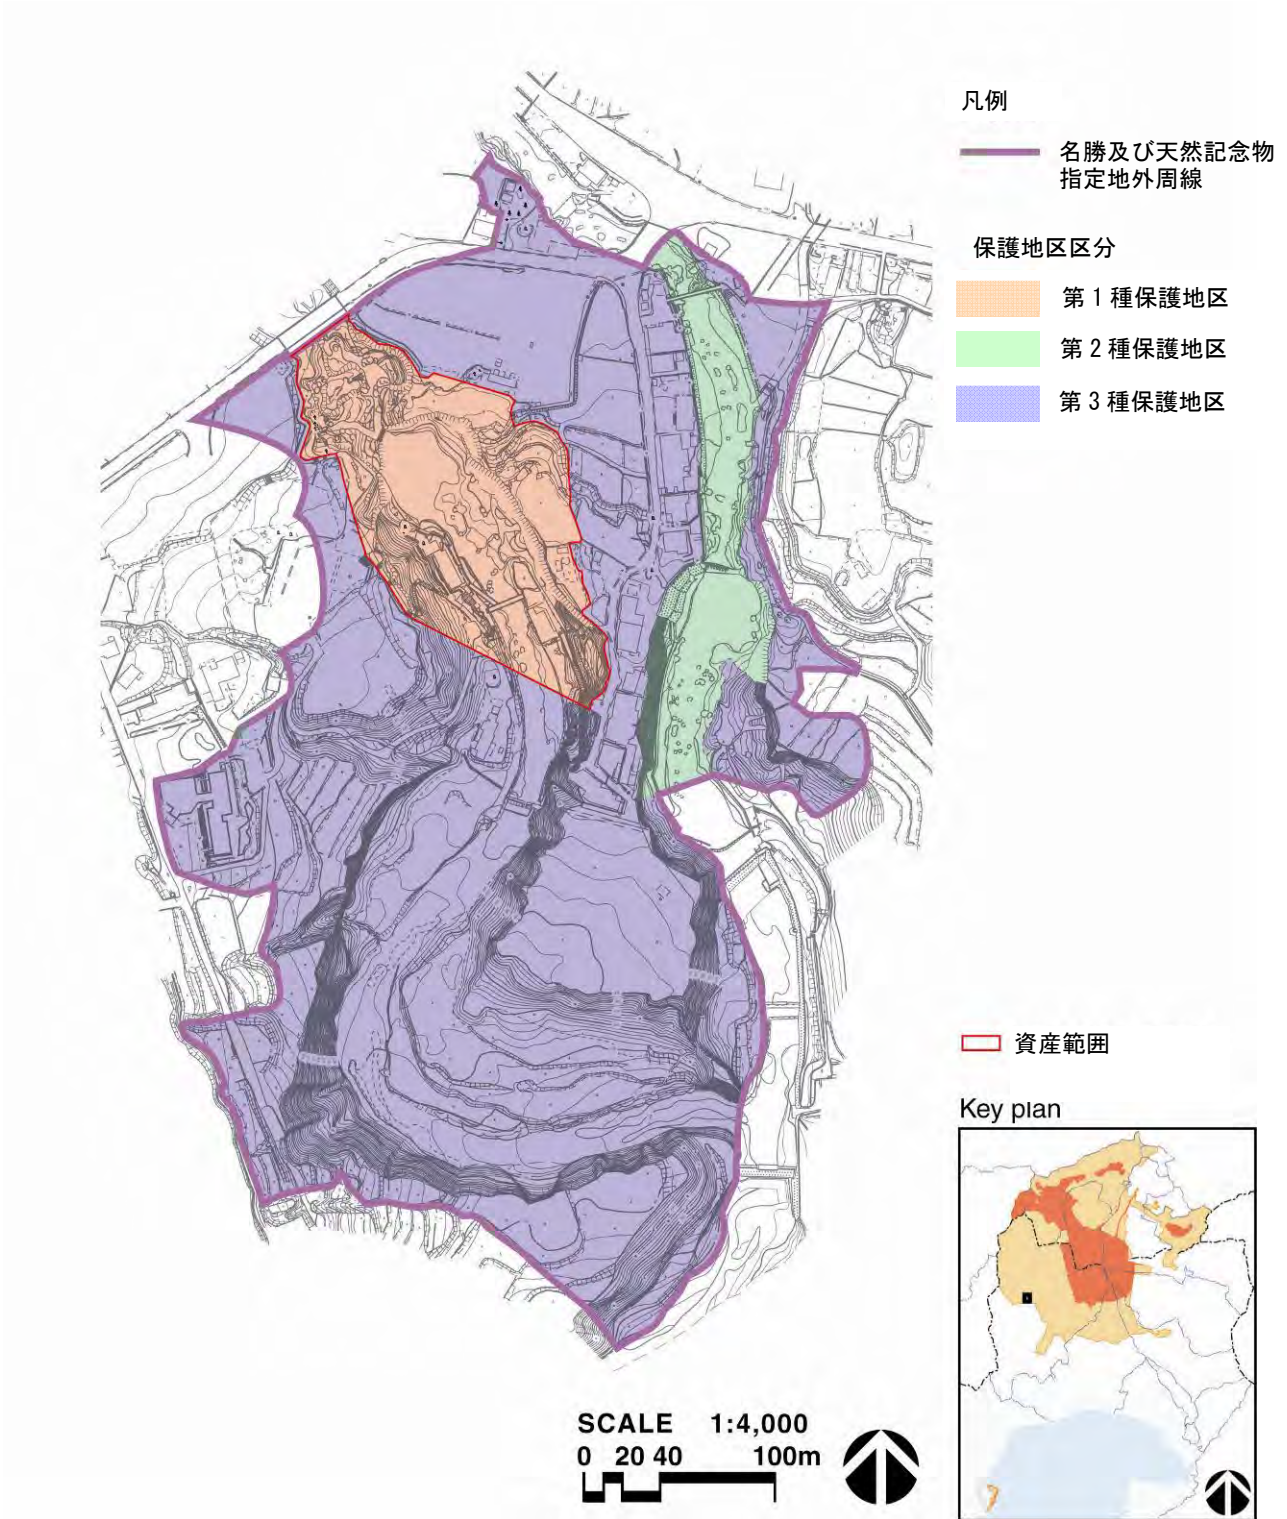 凡例
名勝及び天然記念物
指定地外周線
保護地区区分
第1種保護地区
第2種保護地区
第3種保護地区
資産範囲
Key plan
SCALE 1:4,000
0 20 40 100m